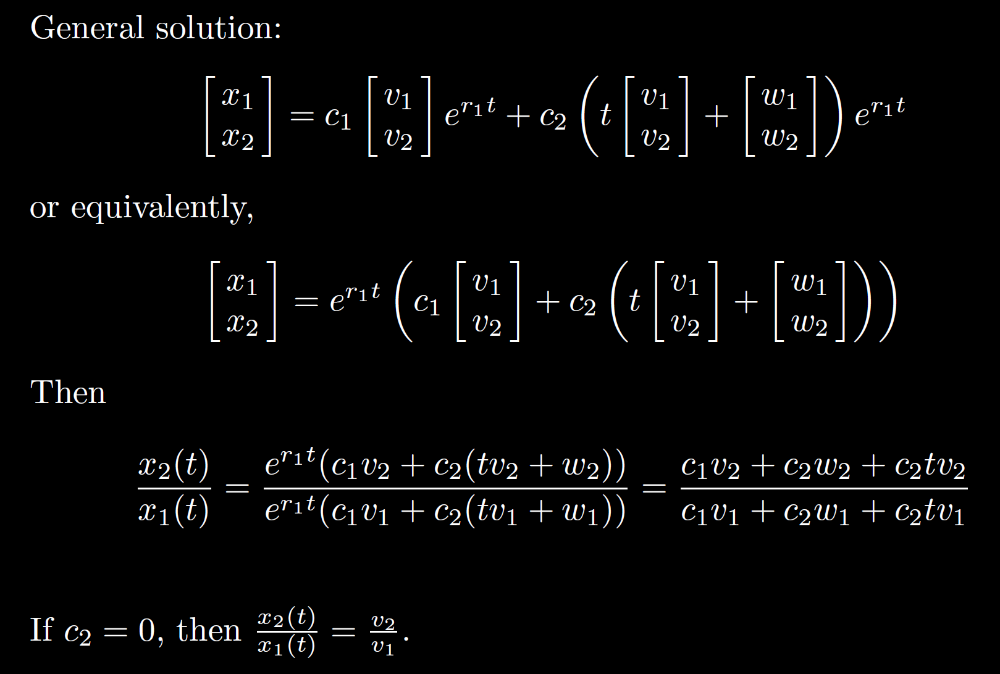 General solution:
\begin{bmatrix} x_1 \\ x_2 \end{bmatrix} = c_1 \begin{bmatrix} v_1 \\ v_2 \end{bmatrix} e^{r_1 t} + c_2 \left( t \begin{bmatrix} v_1 \\ v_2 \end{bmatrix} + \begin{bmatrix} w_1 \\ w_2 \end{bmatrix} \right) e^{r_1 t}
or equivalently,
\begin{bmatrix} x_1 \\ x_2 \end{bmatrix} = e^{r_1 t} \left( c_1 \begin{bmatrix} v_1 \\ v_2 \end{bmatrix} + c_2 \left( t \begin{bmatrix} v_1 \\ v_2 \end{bmatrix} + \begin{bmatrix} w_1 \\ w_2 \end{bmatrix} \right) \right)
Then
\frac{x_2(t)}{x_1(t)} = \frac{e^{r_1 t}(c_1 v_2 + c_2(t v_2 + w_2))}{e^{r_1 t}(c_1 v_1 + c_2(t v_1 + w_1))} = \frac{c_1 v_2 + c_2 w_2 + c_2 t v_2}{c_1 v_1 + c_2 w_1 + c_2 t v_1}
If c_2 = 0, then \frac{x_2(t)}{x_1(t)} = \frac{v_2}{v_1}.